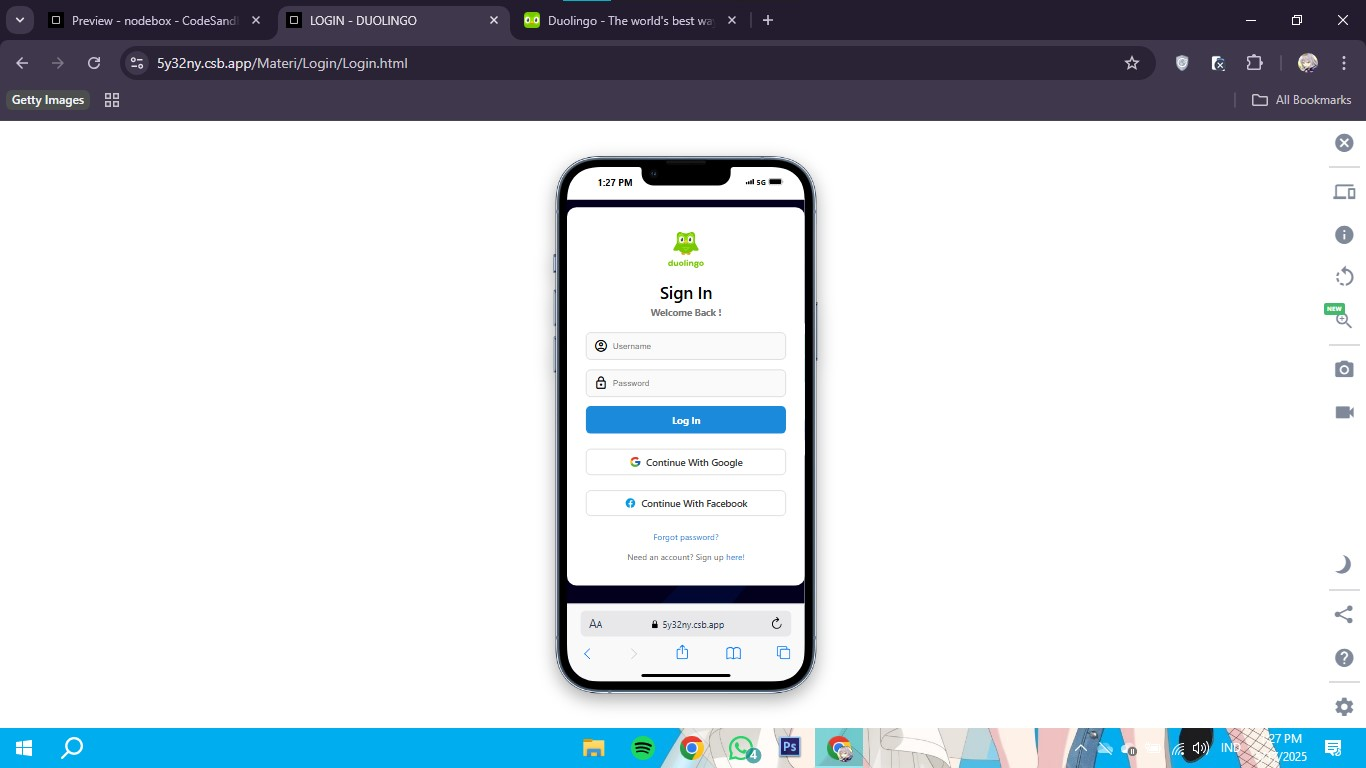 Preview - nodebox - CodeSand
LOGIN - DUOLINGO
Duolingo - The world's best wa
5y32ny.csb.app/Materi/Login/Login.html
Getty Images
All Bookmarks
1:27 PM
5G
duolingo
Sign In
Welcome Back !
Username
Password
Log In
Continue With Google
Continue With Facebook
Forgot password?
Need an account? Sign up here!
AA
5y32ny.csb.app
NEW
4
Ps
IND
27 PM
/2025